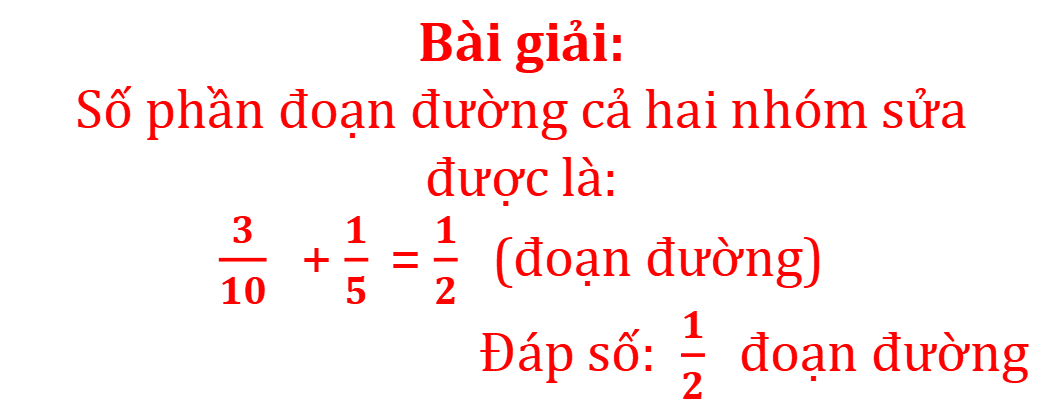 Bài giải:
Số phần đoạn đường cả hai nhóm sửa
được là:
3/10 + 1/5 = 1/2 (đoạn đường)
Đáp số: 1/2 đoạn đường